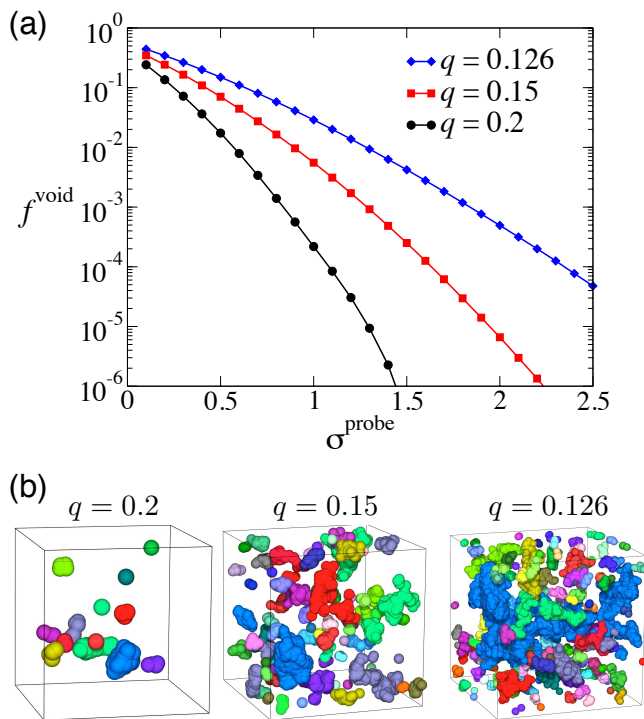 (a)
10^0
10^-1
10^-2
10^-3
10^-4
10^-5
10^-6
f^void
q = 0.126
q = 0.15
q = 0.2
0 0.5 1 1.5 2 2.5
σ^probe
(b)
q = 0.2 q = 0.15 q = 0.126